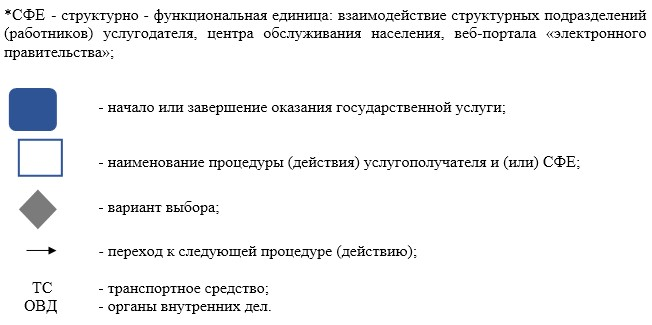 *СФЕ - структурно - функциональная единица: взаимодействие структурных подразделений
(работников) услугодателя, центра обслуживания населения, веб-портала «электронного
правительства»;
- начало или завершение оказания государственной услуги;
- наименование процедуры (действия) услугополучателя и (или) СФЕ;
- вариант выбора;
- переход к следующей процедуре (действию);
ТС - транспортное средство;
ОВД - органы внутренних дел.